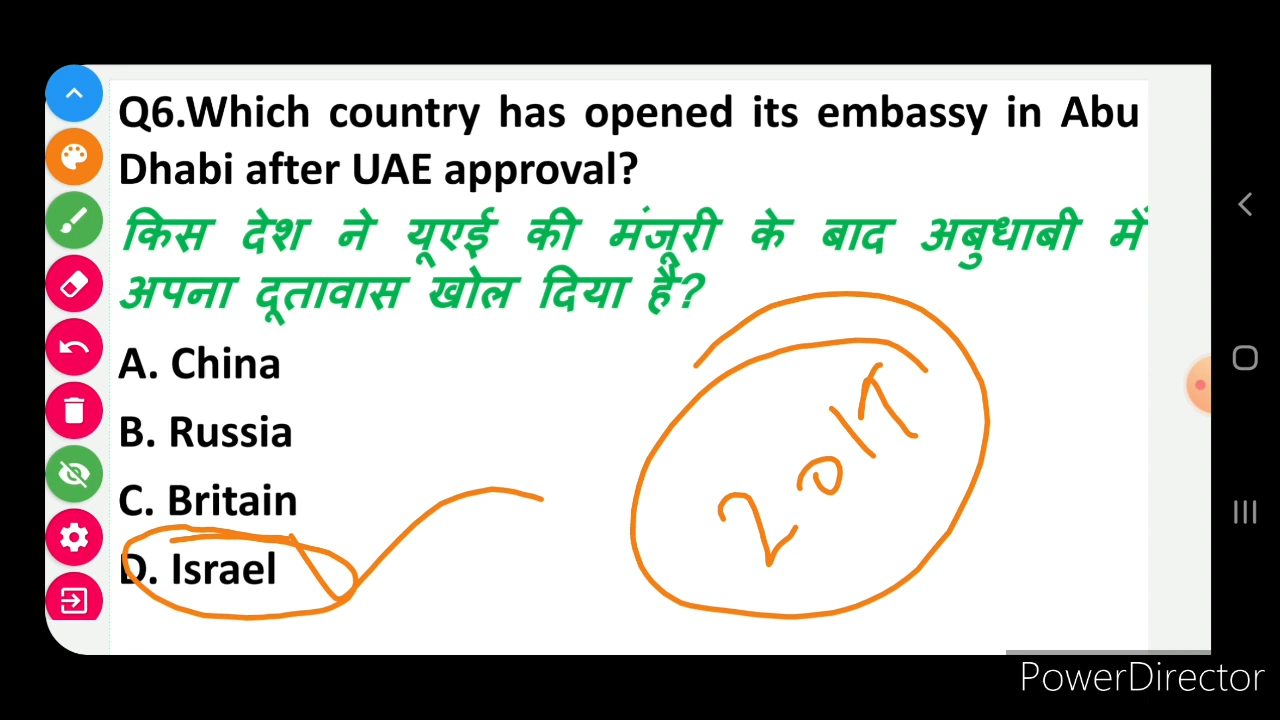 Q6.Which country has opened its embassy in Abu
Dhabi after UAE approval?
किस देश ने यूएई की मंजूरी के बाद अबुधाबी में
अपना दूतावास खोल दिया है?
A. China
B. Russia
C. Britain
D. Israel
PowerDirector